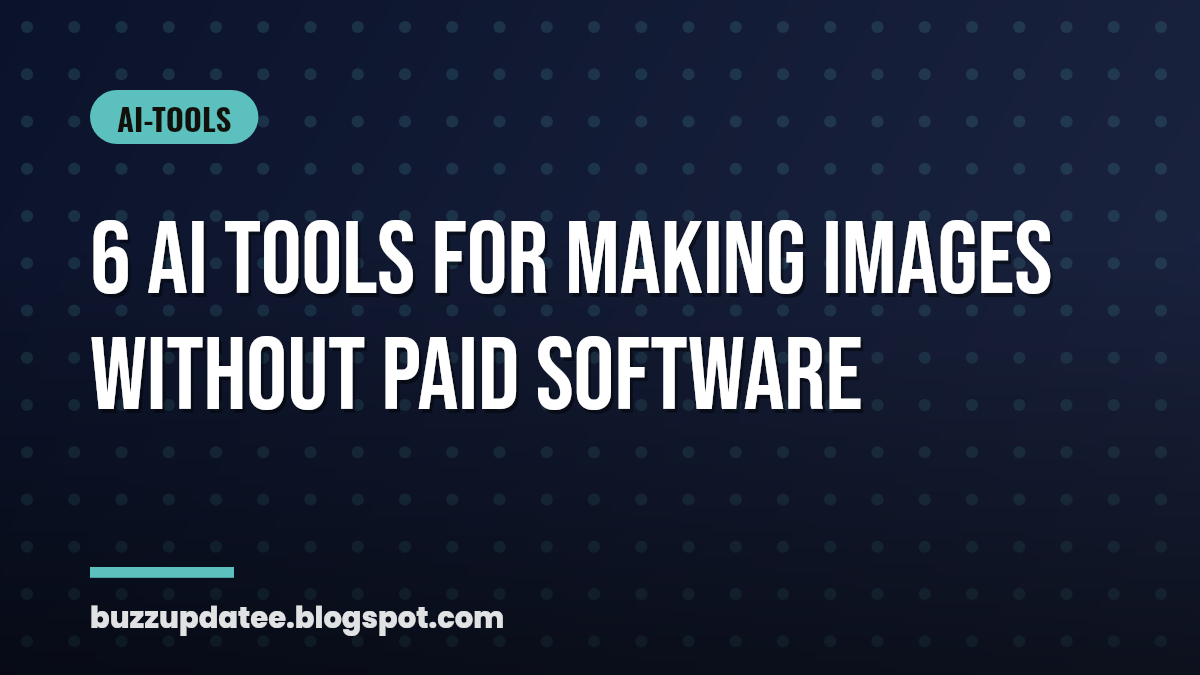 AI-TOOLS
6 AI TOOLS FOR MAKING IMAGES
WITHOUT PAID SOFTWARE
buzzupdatee.blogspot.com